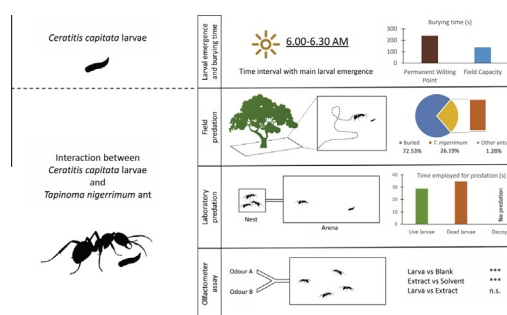 Ceratitis capitata larvae
Interaction between
Ceratitis capitata larvae
and
Tapinoma nigerrimum ant
Larval emergence
and burying time
6.00-6.30 AM
Time interval with main larval emergence
Burying time (s)
300
200
100
0
Permanent Wilting
Point
Field Capacity
Field
predation
Buried
T. nigerrimum
Other ants
72.53%
26.19%
1.28%
Laboratory
predation
Nest
Arena
Time employed for predation (s)
40
30
20
10
0
No predation
Live larvae
Dead larvae
Decoy
Olfactometer
assay
Odour A
Odour B
Larva vs Blank ***
Extract vs Solvent ***
Larva vs Extract n.s.